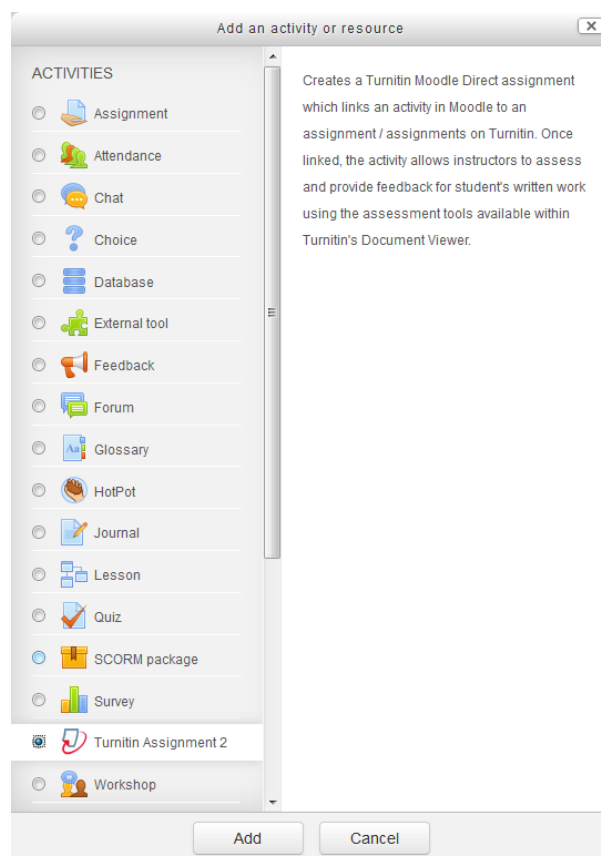 Add an activity or resource
ACTIVITIES
Assignment
Attendance
Chat
Choice
Database
External tool
Feedback
Forum
Aa
Glossary
HotPot
Journal
Lesson
Quiz
SCORM package
Survey
Turnitin Assignment 2
Workshop
Creates a Turnitin Moodle Direct assignment
which links an activity in Moodle to an
assignment / assignments on Turnitin. Once
linked, the activity allows instructors to assess
and provide feedback for student's written work
using the assessment tools available within
Turnitin's Document Viewer.
Add
Cancel